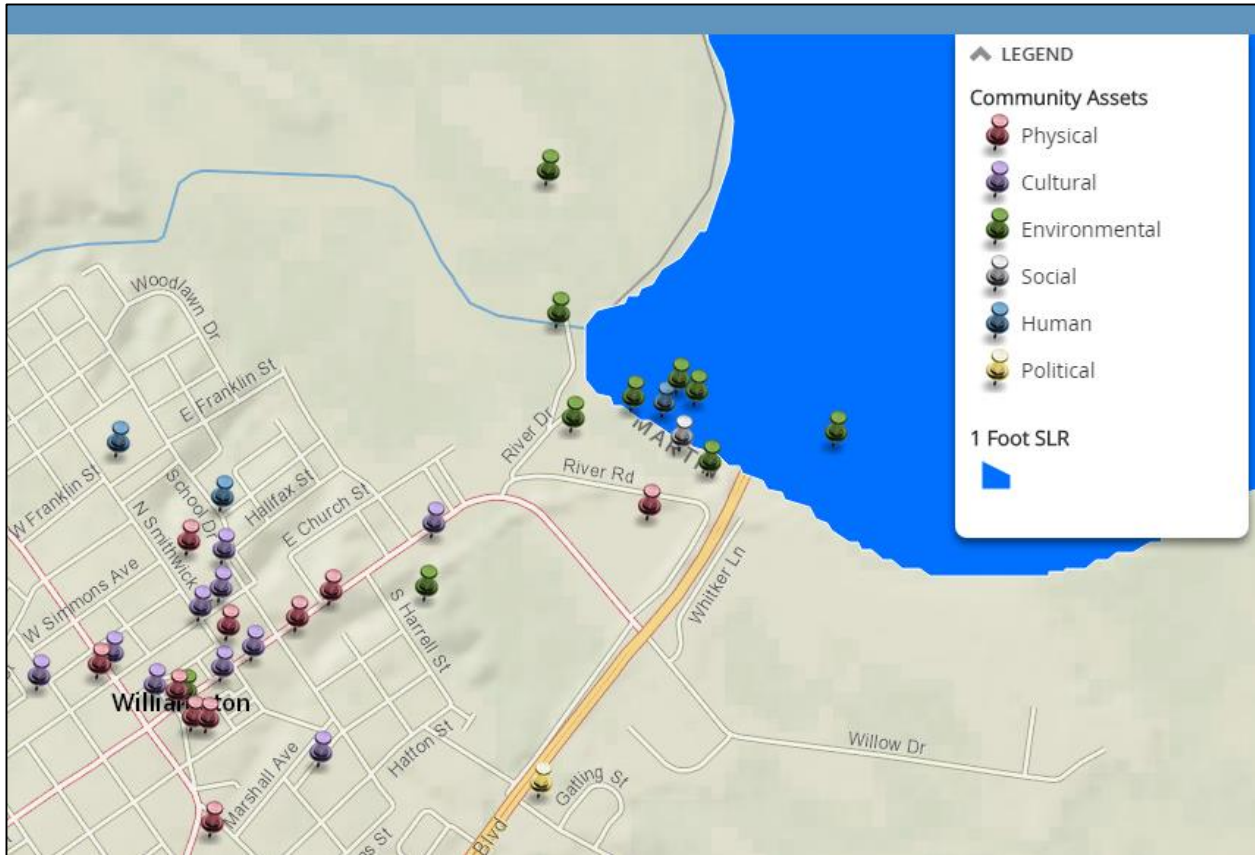 LEGEND
Community Assets
Physical
Cultural
Environmental
Social
Human
Political
1 Foot SLR
Woodlawn Dr
E Franklin St
W Franklin St
School Dr
Halifax St
N Smithwick
E Church St
W Simmons Ave
River Dr
River Rd
Whitker Ln
S Harrell St
Hatton St
Marshall Ave
Gatling St
Willow Dr
Blvd